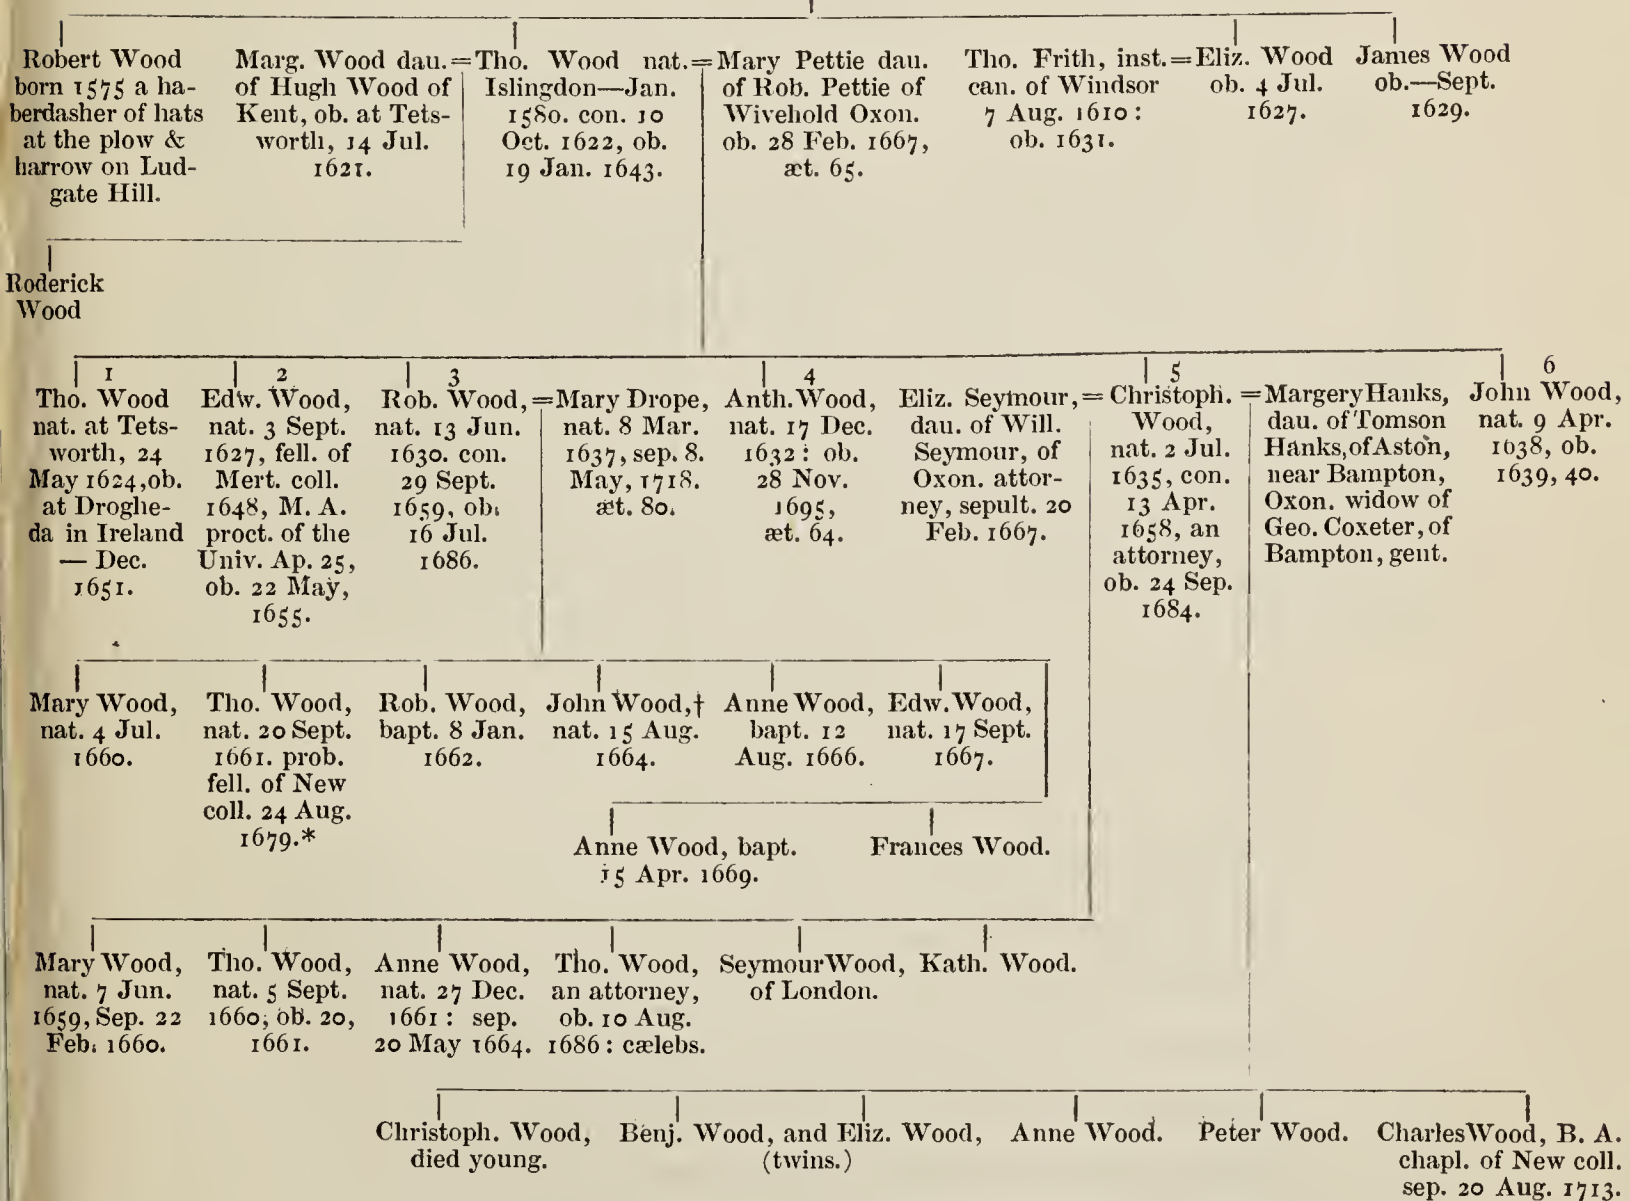 Robert Wood
born 1575 a ha-
berdasher of hats
at the plow &
harrow on Lud-
gate Hill.
Marg. Wood dau.=
of Hugh Wood of
Kent, ob. at Tets-
worth, 14 Jul.
1621.
Tho. Wood nat.=
Islingdon—Jan.
1580. con. 10
Oct. 1622, ob.
19 Jan. 1643.
Mary Pettie dau.
of Rob. Pettie of
Wivehold Oxon.
ob. 28 Feb. 1667,
æt. 65.
Tho. Frith, inst.=
can. of Windsor
7 Aug. 1610:
ob. 1631.
Eliz. Wood
ob. 4 Jul.
1627.
James Wood
ob.—Sept.
1629.
Roderick
Wood
1
Tho. Wood
nat. at Tets-
worth, 24
May 1624, ob.
at Droghe-
da in Ireland
— Dec.
1651.
2
Edw. Wood,
nat. 3 Sept.
1627, fell. of
Mert. coll.
1648, M. A.
proct. of the
Univ. Ap. 25,
ob. 22 May,
1655.
3
Rob. Wood,=
nat. 13 Jun.
1630. con.
29 Sept.
1659, ob.
16 Jul.
1686.
Mary Drope,
nat. 8 Mar.
1637, sep. 8.
May, 1718.
æt. 80.
4
Anth. Wood,
nat. 17 Dec.
1632: ob.
28 Nov.
1695,
æt. 64.
Eliz. Seymour,=
dau. of Will.
Seymour, of
Oxon. attor-
ney, sepult. 20
Feb. 1667.
5
Christoph.=
Wood,
nat. 2 Jul.
1635, con.
13 Apr.
1658, an
attorney,
ob. 24 Sep.
1684.
Margery Hanks,
dau. of Tomson
Hanks, of Aston,
near Bampton,
Oxon. widow of
Geo. Coxeter, of
Bampton, gent.
6
John Wood,
nat. 9 Apr.
1638, ob.
1639, 40.
Mary Wood,
nat. 4 Jul.
1660.
Tho. Wood,
nat. 20 Sept.
1661. prob.
fell. of New
coll. 24 Aug.
1679.*
Rob. Wood,
bapt. 8 Jan.
1662.
John Wood,†
nat. 15 Aug.
1664.
Anne Wood,
bapt. 12
Aug. 1666.
Edw. Wood,
nat. 17 Sept.
1667.
Anne Wood, bapt.
15 Apr. 1669.
Frances Wood.
Mary Wood,
nat. 7 Jun.
1659, Sep. 22
Feb. 1660.
Tho. Wood,
nat. 5 Sept.
1660, ob. 20,
1661.
Anne Wood,
nat. 27 Dec.
1661: sep.
20 May 1664.
Tho. Wood,
an attorney,
ob. 10 Aug.
1686: cælebs.
Seymour Wood,
of London.
Kath. Wood.
Christoph. Wood,
died young.
Benj. Wood, and Eliz. Wood,
(twins.)
Anne Wood.
Peter Wood.
Charles Wood, B. A.
chapl. of New coll.
sep. 20 Aug. 1713.